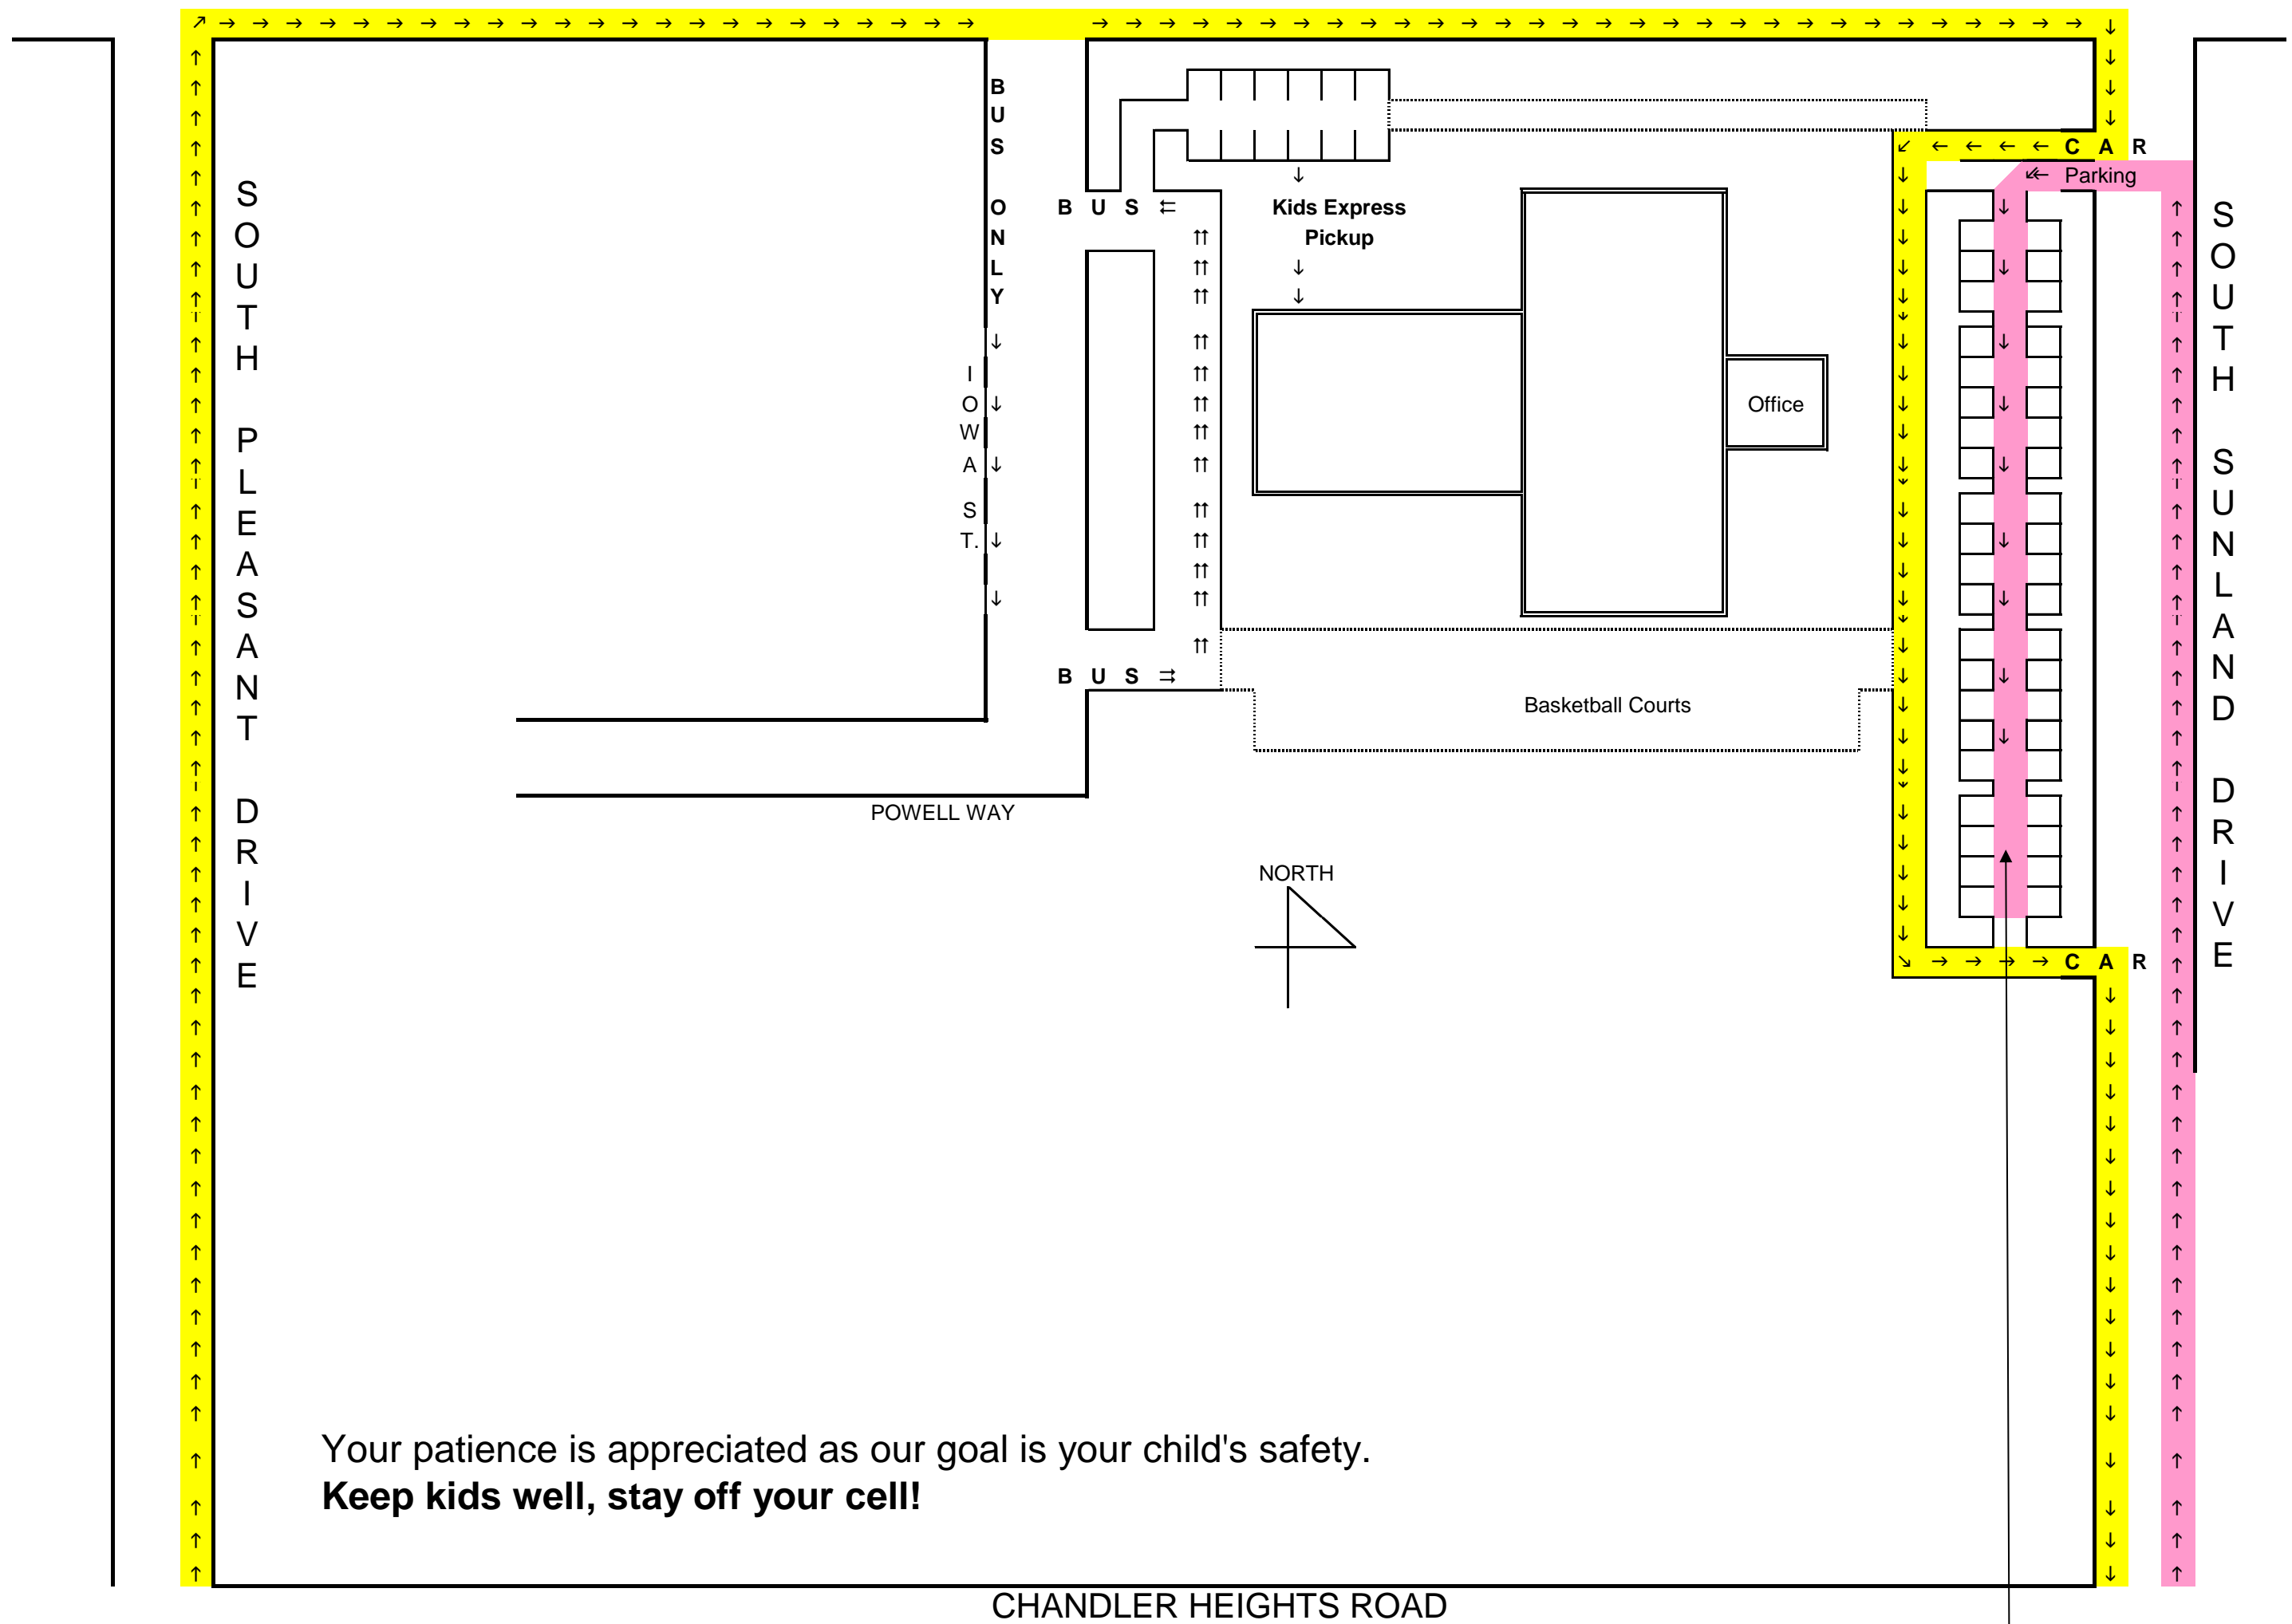 BUS ONLY
CAR
Parking
SOUTH PLEASANT DRIVE
BUS
Kids Express
Pickup
SOUTH SUNLAND DRIVE
IOWA ST.
Office
BUS
Basketball Courts
POWELL WAY
NORTH
CAR
Your patience is appreciated as our goal is your child's safety.
Keep kids well, stay off your cell!
CHANDLER HEIGHTS ROAD